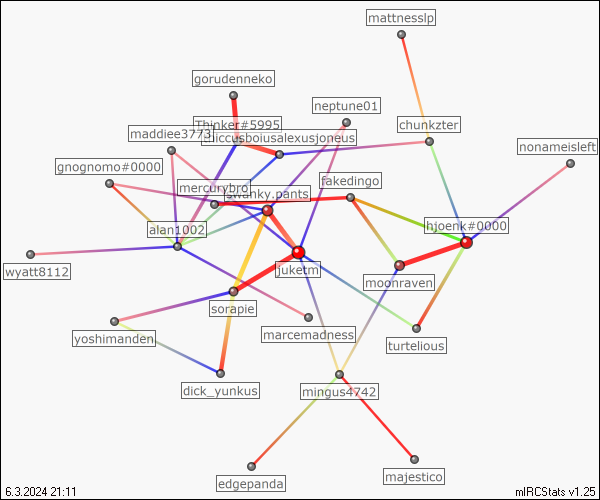 mattnesslp
gorudenneko
neptune01
Thinker#5995
chunkzter
maddiee3773
nonameisleft
gnognomo#0000
fakedingo
mercurybro
swanky.pants
hjoenk#0000
alan1002
wyatt8112
juketm
moonraven
sorapie
marcemadness
yoshimanden
turtelious
dick_yunkus
mingus4742
majestico
edgepanda
6.3.2024 21:11
mIRCStats v1.25